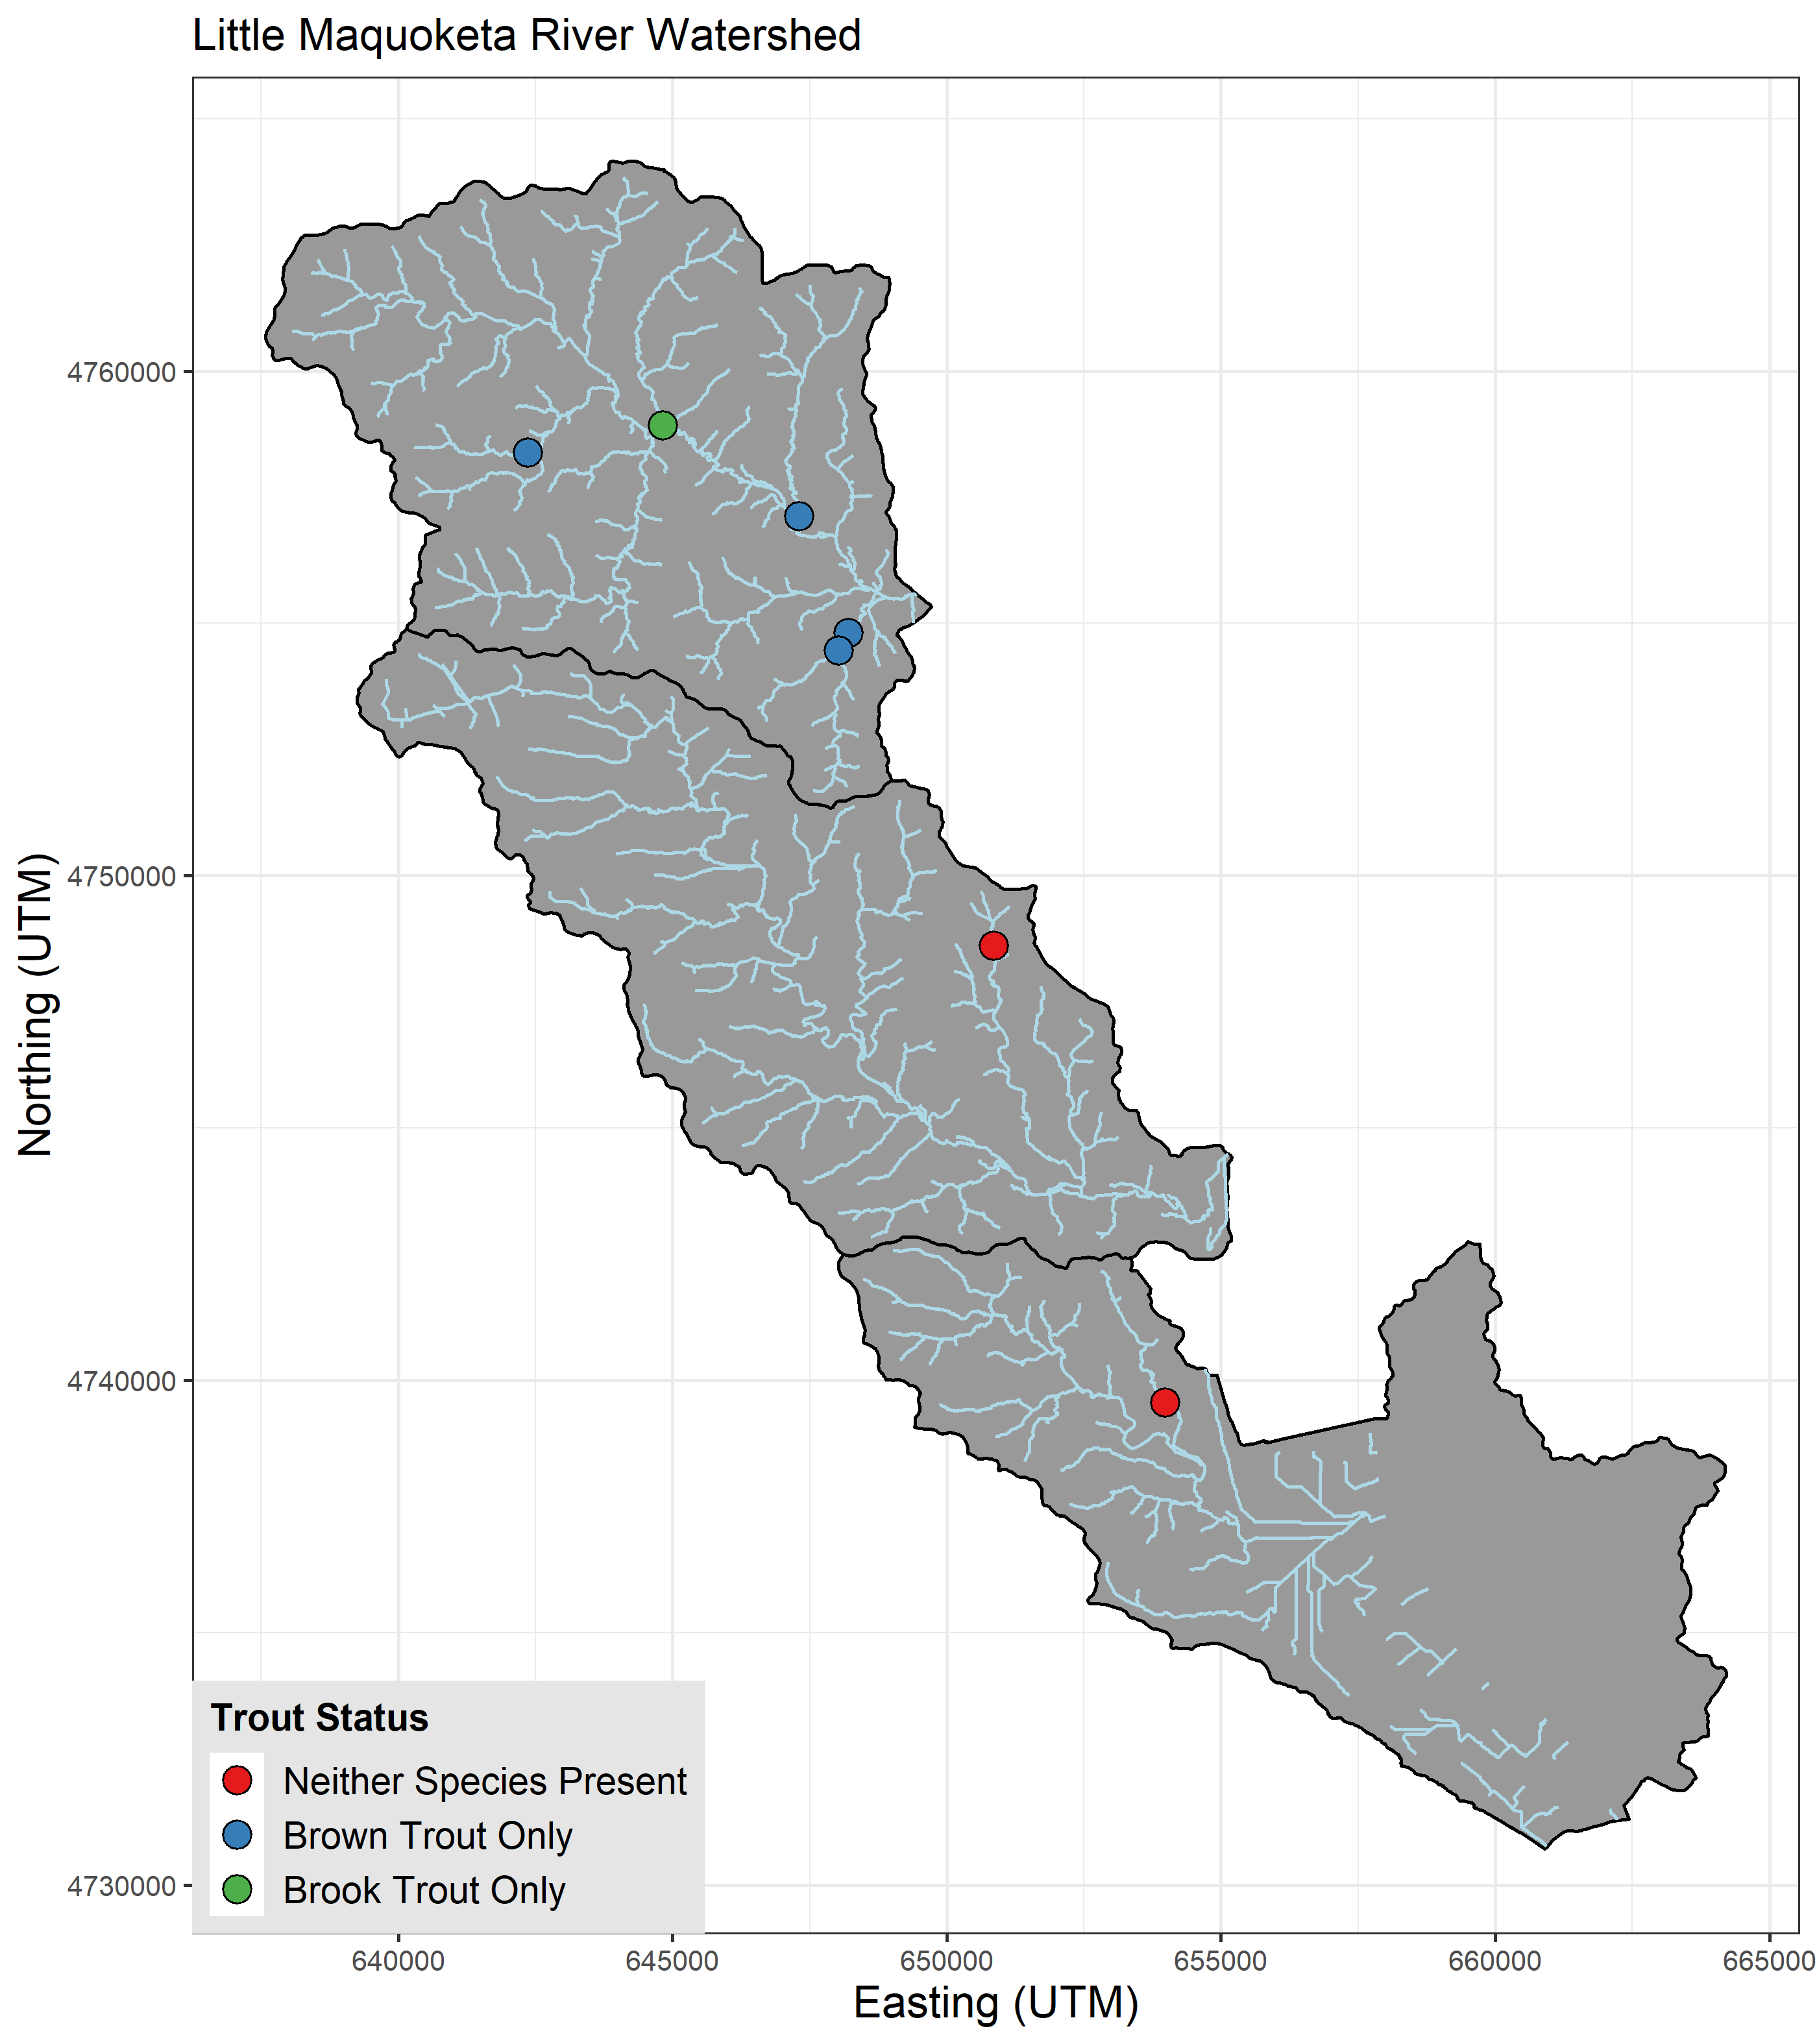 Little Maquoketa River Watershed
Northing (UTM)
4760000
4750000
4740000
4730000
Trout Status
Neither Species Present
Brown Trout Only
Brook Trout Only
640000 645000 650000 655000 660000 665000
Easting (UTM)